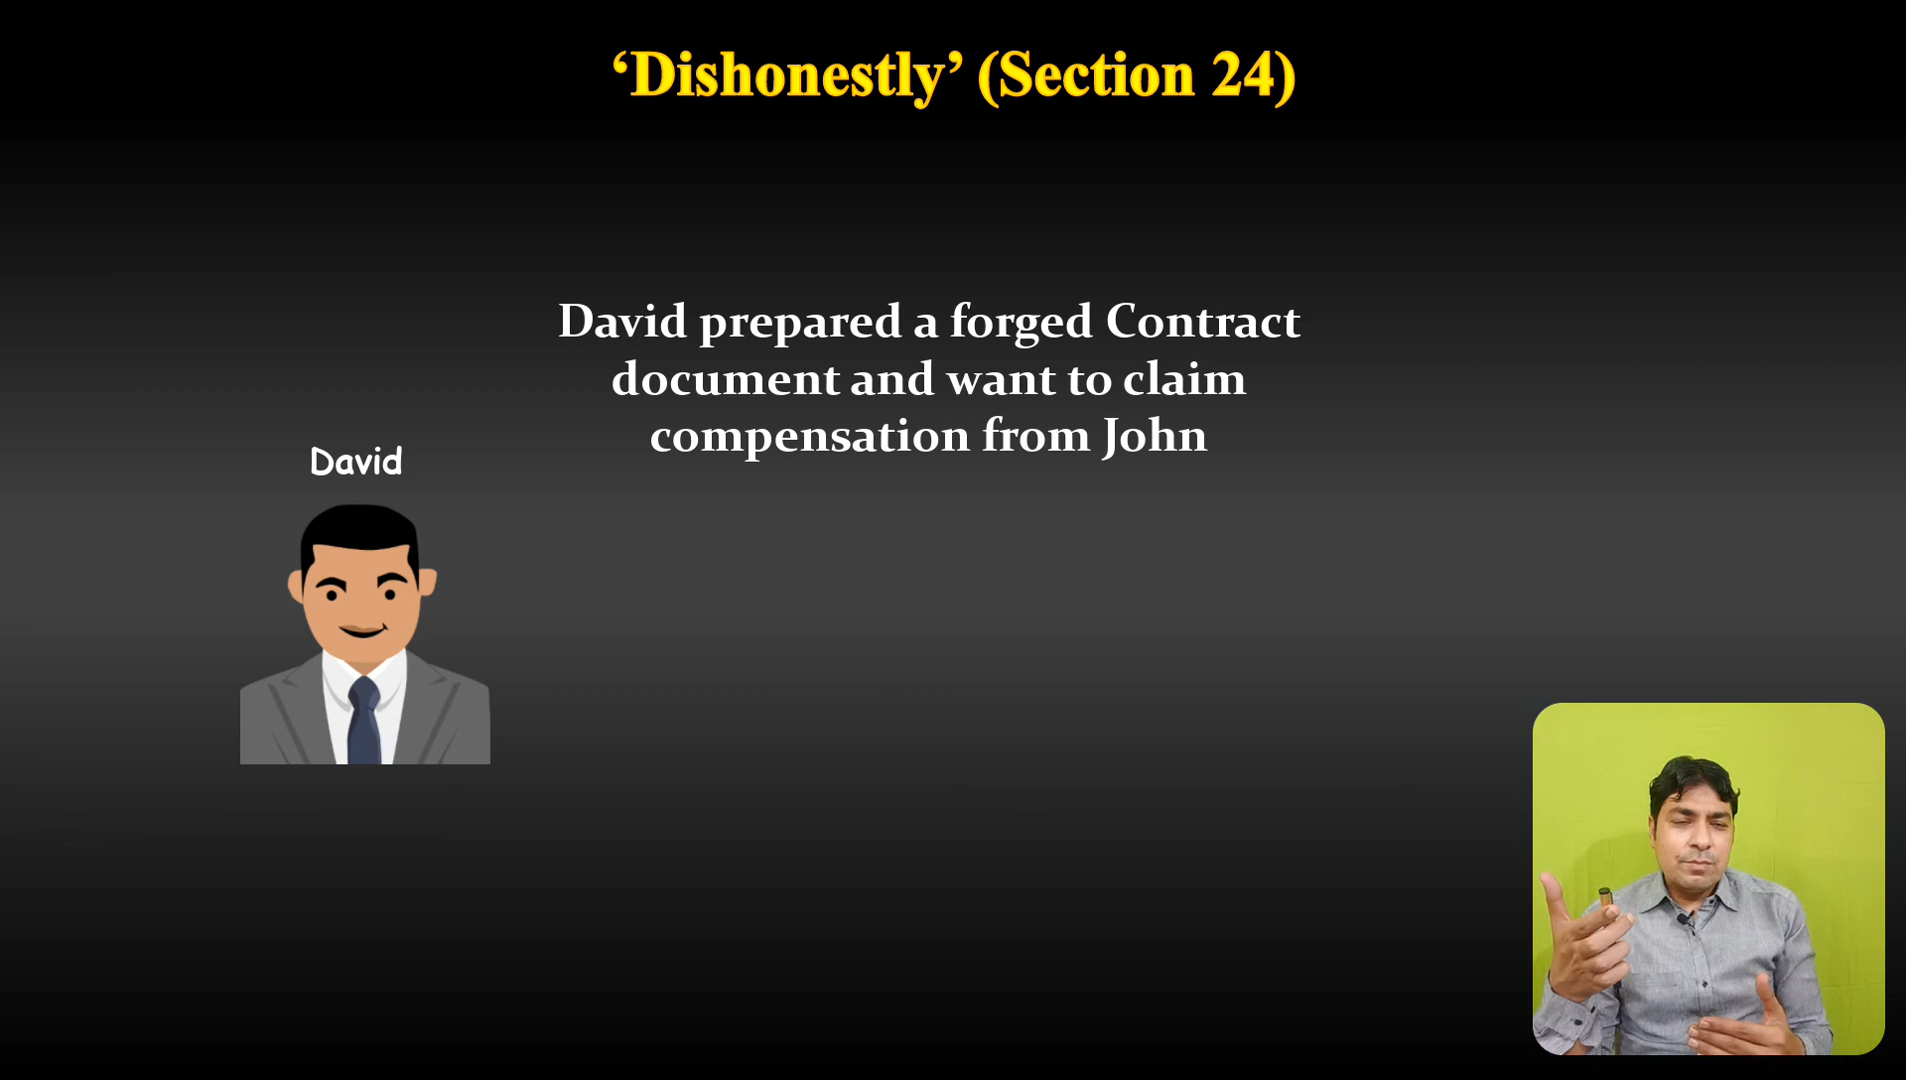 ‘Dishonestly’ (Section 24)
David prepared a forged Contract
document and want to claim
compensation from John
David